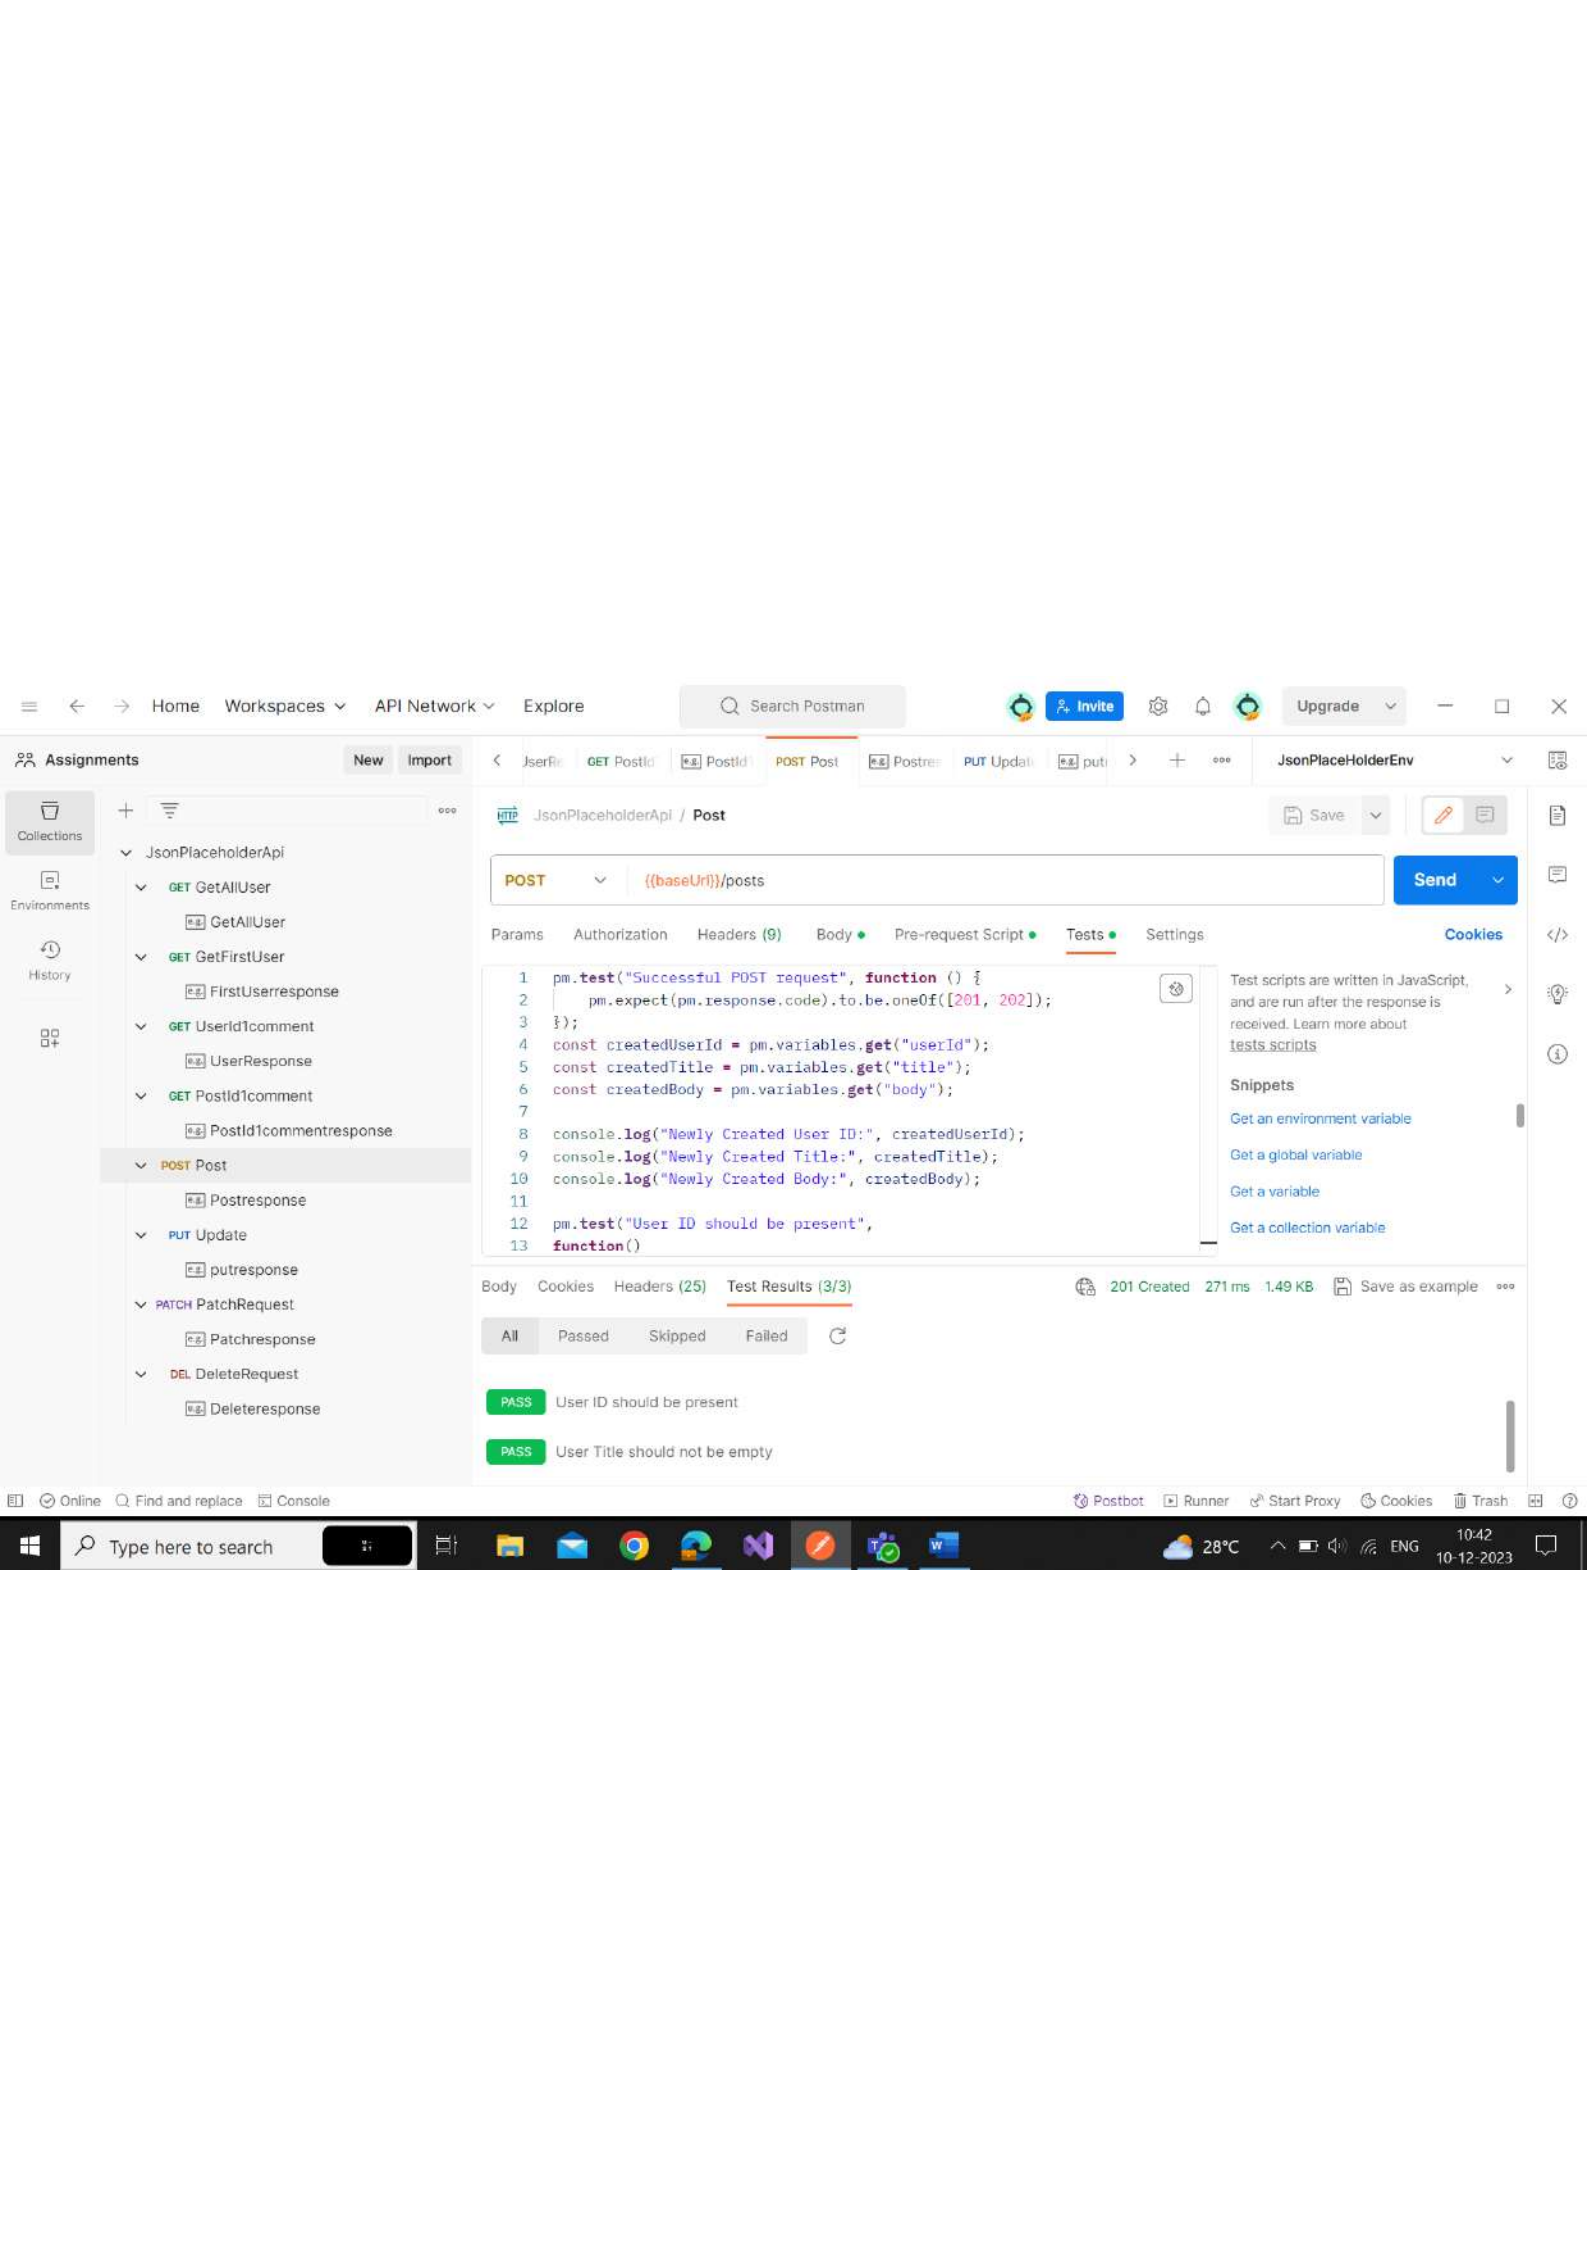 Home Workspaces API Network Explore Search Postman Invite Upgrade
Assignments New Import
GET PostId PostId POST Post Postres PUT Updat put JsonPlaceHolderEnv
Collections
Environments
History
JsonPlaceholderApi
GET GetAllUser
e.g. GetAllUser
GET GetFirstUser
e.g. FirstUserresponse
GET UserId1comment
e.g. UserResponse
GET PostId1comment
e.g. PostId1commentresponse
POST Post
e.g. Postresponse
PUT Update
e.g. putresponse
PATCH PatchRequest
e.g. Patchresponse
DEL DeleteRequest
e.g. Deleteresponse
HTTP JsonPlaceholderApi / Post Save
POST {{baseUrl}}/posts Send
Params Authorization Headers (9) Body Pre-request Script Tests Settings Cookies
1 pm.test("Successful POST request", function () {
2 pm.expect(pm.response.code).to.be.oneOf([201, 202]);
3 });
4 const createdUserId = pm.variables.get("userId");
5 const createdTitle = pm.variables.get("title");
6 const createdBody = pm.variables.get("body");
7
8 console.log("Newly Created User ID:", createdUserId);
9 console.log("Newly Created Title:", createdTitle);
10 console.log("Newly Created Body:", createdBody);
11
12 pm.test("User ID should be present",
13 function()
Test scripts are written in JavaScript,
and are run after the response is
received. Learn more about
tests scripts
Snippets
Get an environment variable
Get a global variable
Get a variable
Get a collection variable
Body Cookies Headers (25) Test Results (3/3) 201 Created 271 ms 1.49 KB Save as example
All Passed Skipped Failed
PASS User ID should be present
PASS User Title should not be empty
Online Find and replace Console Postbot Runner Start Proxy Cookies Trash
Type here to search 28°C ENG 10:42
10-12-2023